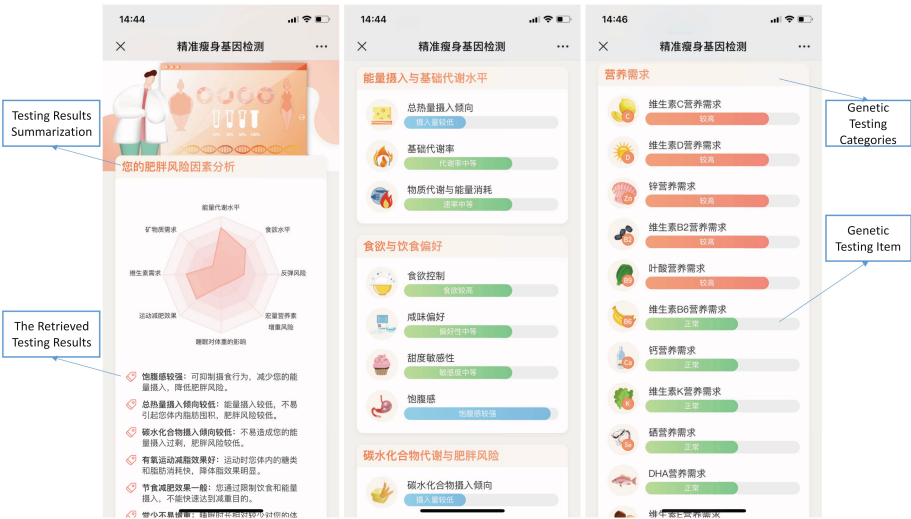 Testing Results
Summarization
The Retrieved
Testing Results
14:44
精准瘦身基因检测
您的肥胖风险因素分析
能量代谢水平
食欲水平
反弹风险
宏量营养素
增重风险
睡眠对体重的影响
运动减肥效果
维生素需求
矿物质需求
饱腹感较强：可抑制摄食行为，减少您的能
量摄入，降低肥胖风险。
总热量摄入倾向较低：能量摄入较低，不易
引起您体内脂肪囤积，肥胖风险较低。
碳水化合物摄入倾向较低：不易造成您的能
量摄入过剩，肥胖风险较低。
有氧运动减脂效果好：运动时您体内的糖类
和脂肪消耗快，降体脂效果明显。
节食减肥效果一般：您通过限制饮食和能量
摄入，不能快速达到减重目的。
14:44
精准瘦身基因检测
能量摄入与基础代谢水平
总热量摄入倾向
摄入量较低
基础代谢率
代谢率中等
物质代谢与能量消耗
速率中等
食欲与饮食偏好
食欲控制
食欲较高
咸味偏好
偏好性中等
甜度敏感性
敏感度中等
饱腹感
饱腹感较强
碳水化合物代谢与肥胖风险
碳水化合物摄入倾向
摄入量较低
14:46
精准瘦身基因检测
营养需求
维生素C营养需求
C
较高
维生素D营养需求
D
较高
锌营养需求
Zn
较高
维生素B2营养需求
B2
较高
叶酸营养需求
B9
较高
维生素B6营养需求
B6
正常
钙营养需求
Ca
正常
维生素K营养需求
K
正常
硒营养需求
Se
正常
DHA营养需求
正常
维生素E营养需求
Genetic
Testing
Categories
Genetic
Testing Item